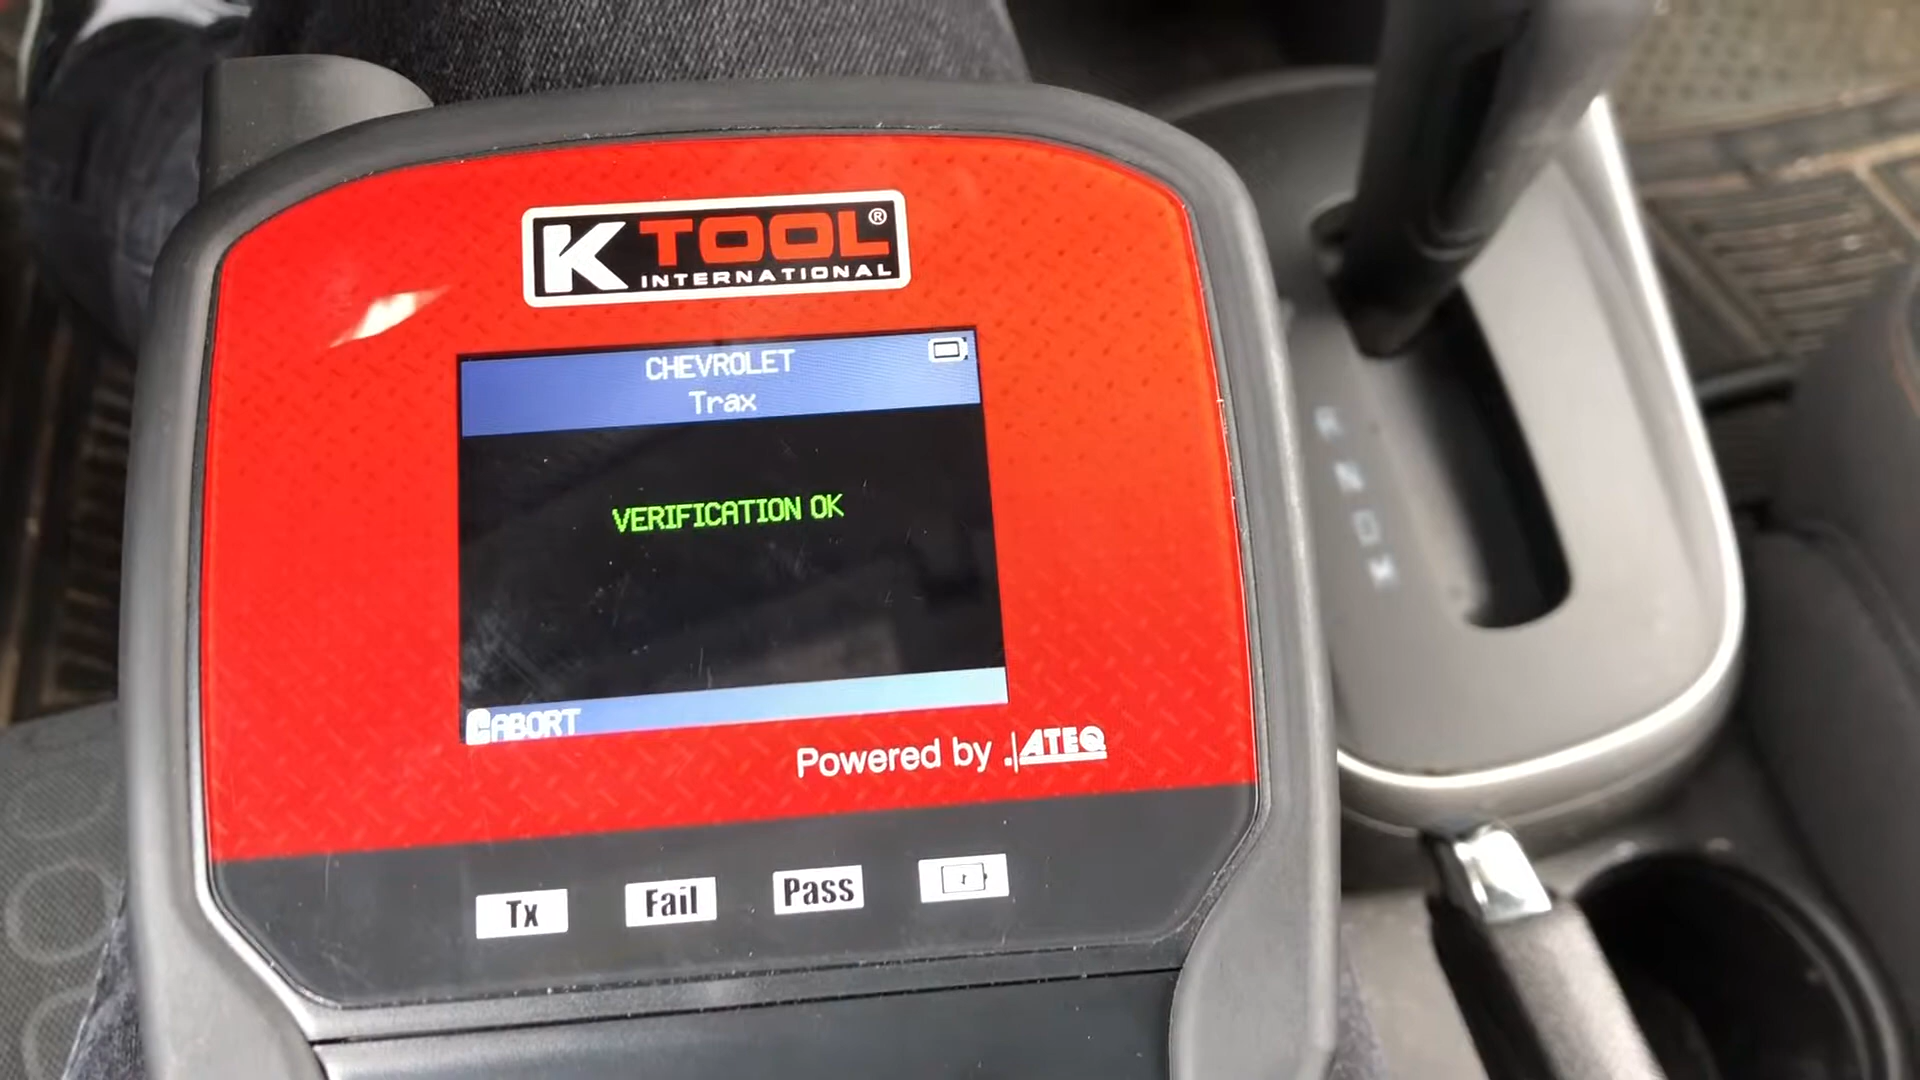 K TOOL®
INTERNATIONAL
CHEVROLET
Trax
VERIFICATION OK
C ABORT
Powered by ATEQ
Tx
Fail
Pass